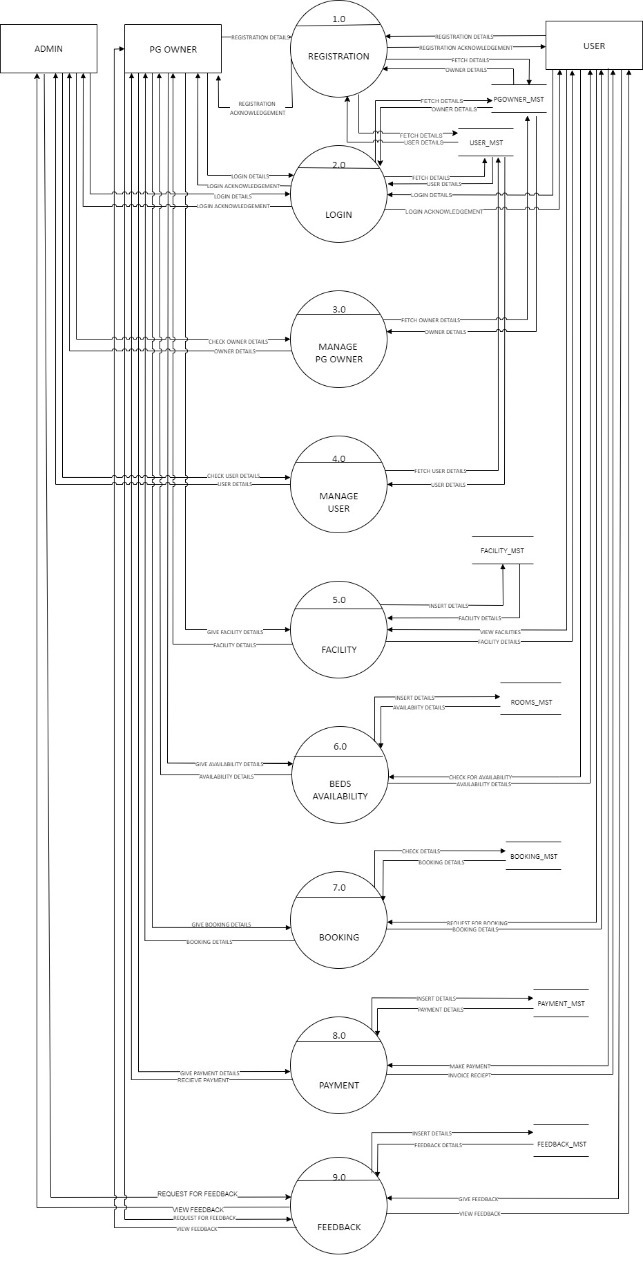 1.0
REGISTRATION DETAILS
REGISTRATION DETAILS
ADMIN
PG OWNER
USER
REGISTRATION ACKNOWLEDGEMENT
REGISTRATION
FETCH DETAILS
OWNER DETAILS
REGISTRATION
ACKNOWLEDGEMENT
FETCH DETAILS
PGOWNER_MST
OWNER DETAILS
FETCH DETAILS
USER DETAILS
USER_MST
2.0
LOGIN DETAILS
FETCH DETAILS
LOGIN ACKNOWLEDGEMENT
USER DETAILS
LOGIN DETAILS
LOGIN DETAILS
LOGIN ACKNOWLEDGEMENT
LOGIN
LOGIN ACKNOWLEDGEMENT
3.0
FETCH OWNER DETAILS
OWNER DETAILS
CHECK OWNER DETAILS
MANAGE
PG OWNER
OWNER DETAILS
4.0
FETCH USER DETAILS
CHECK USER DETAILS
USER DETAILS
USER DETAILS
MANAGE
USER
FACILITY_MST
5.0
INSERT DETAILS
FACILITY DETAILS
GIVE FACILITY DETAILS
VIEW FACILITIES
FACILITY DETAILS
FACILITY DETAILS
FACILITY
INSERT DETAILS
ROOMS_MST
AVAILABIITY DETAILS
6.0
GIVE AVAILABILITY DETAILS
AVAILABILITY DETAILS
CHECK FOR AVAILABILITY
AVAILABILITY DETAILS
BEDS
AVAILABILITY
CHECK DETAILS
BOOKING_MST
BOOKING DETAILS
7.0
GIVE BOOKING DETAILS
REQUEST FOR BOOKING
BOOKING DETAILS
BOOKING
BOOKING DETAILS
INSERT DETAILS
PAYMENT_MST
PAYMENT DETAILS
8.0
GIVE PAYMENT DETAILS
MAKE PAYMENT
RECIEVE PAYMENT
INVOICE RECIEPT
PAYMENT
INSERT DETAILS
FEEDBACK_MST
FEEDBACK DETAILS
9.0
REQUEST FOR FEEDBACK
GIVE FEEDBACK
VIEW FEEDBACK
VIEW FEEDBACK
REQUEST FOR FEEDBACK
VIEW FEEDBACK
FEEDBACK